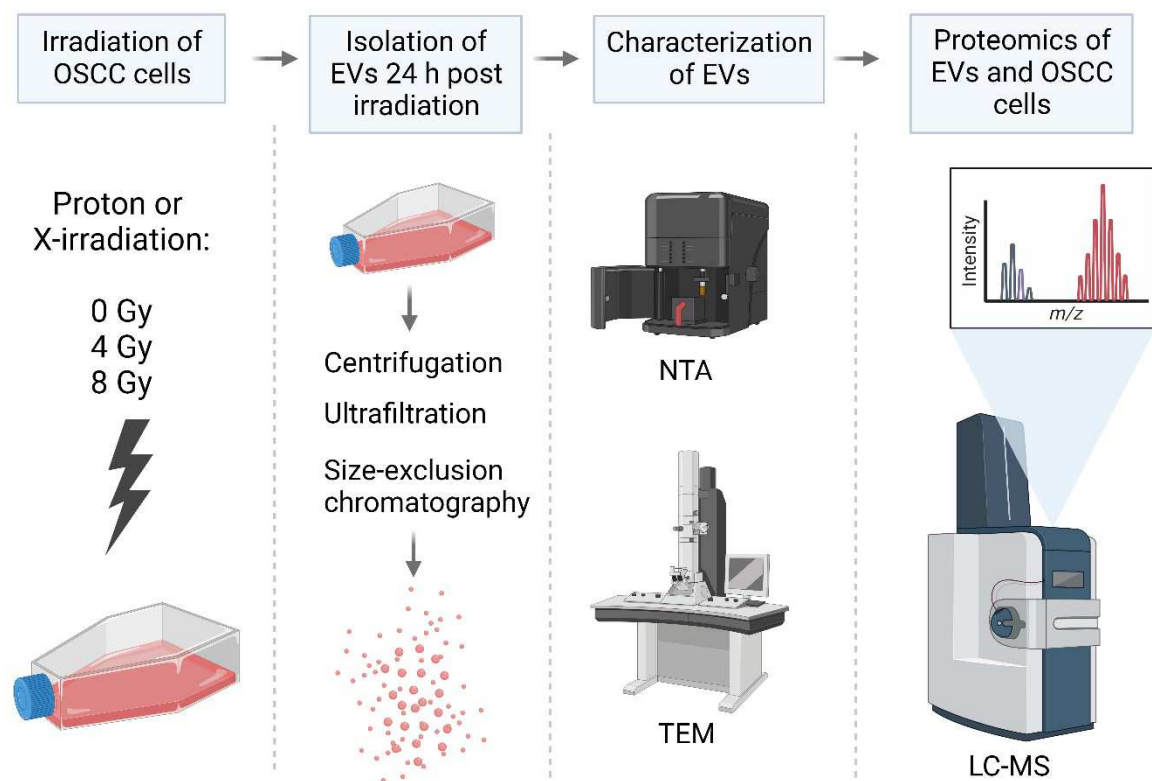 Irradiation of
OSCC cells
Isolation of
EVs 24 h post
irradiation
Characterization
of EVs
Proteomics of
EVs and OSCC
cells
Proton or
X-irradiation:
0 Gy
4 Gy
8 Gy
Centrifugation
Ultrafiltration
Size-exclusion
chromatography
NTA
TEM
Intensity
m/z
LC-MS